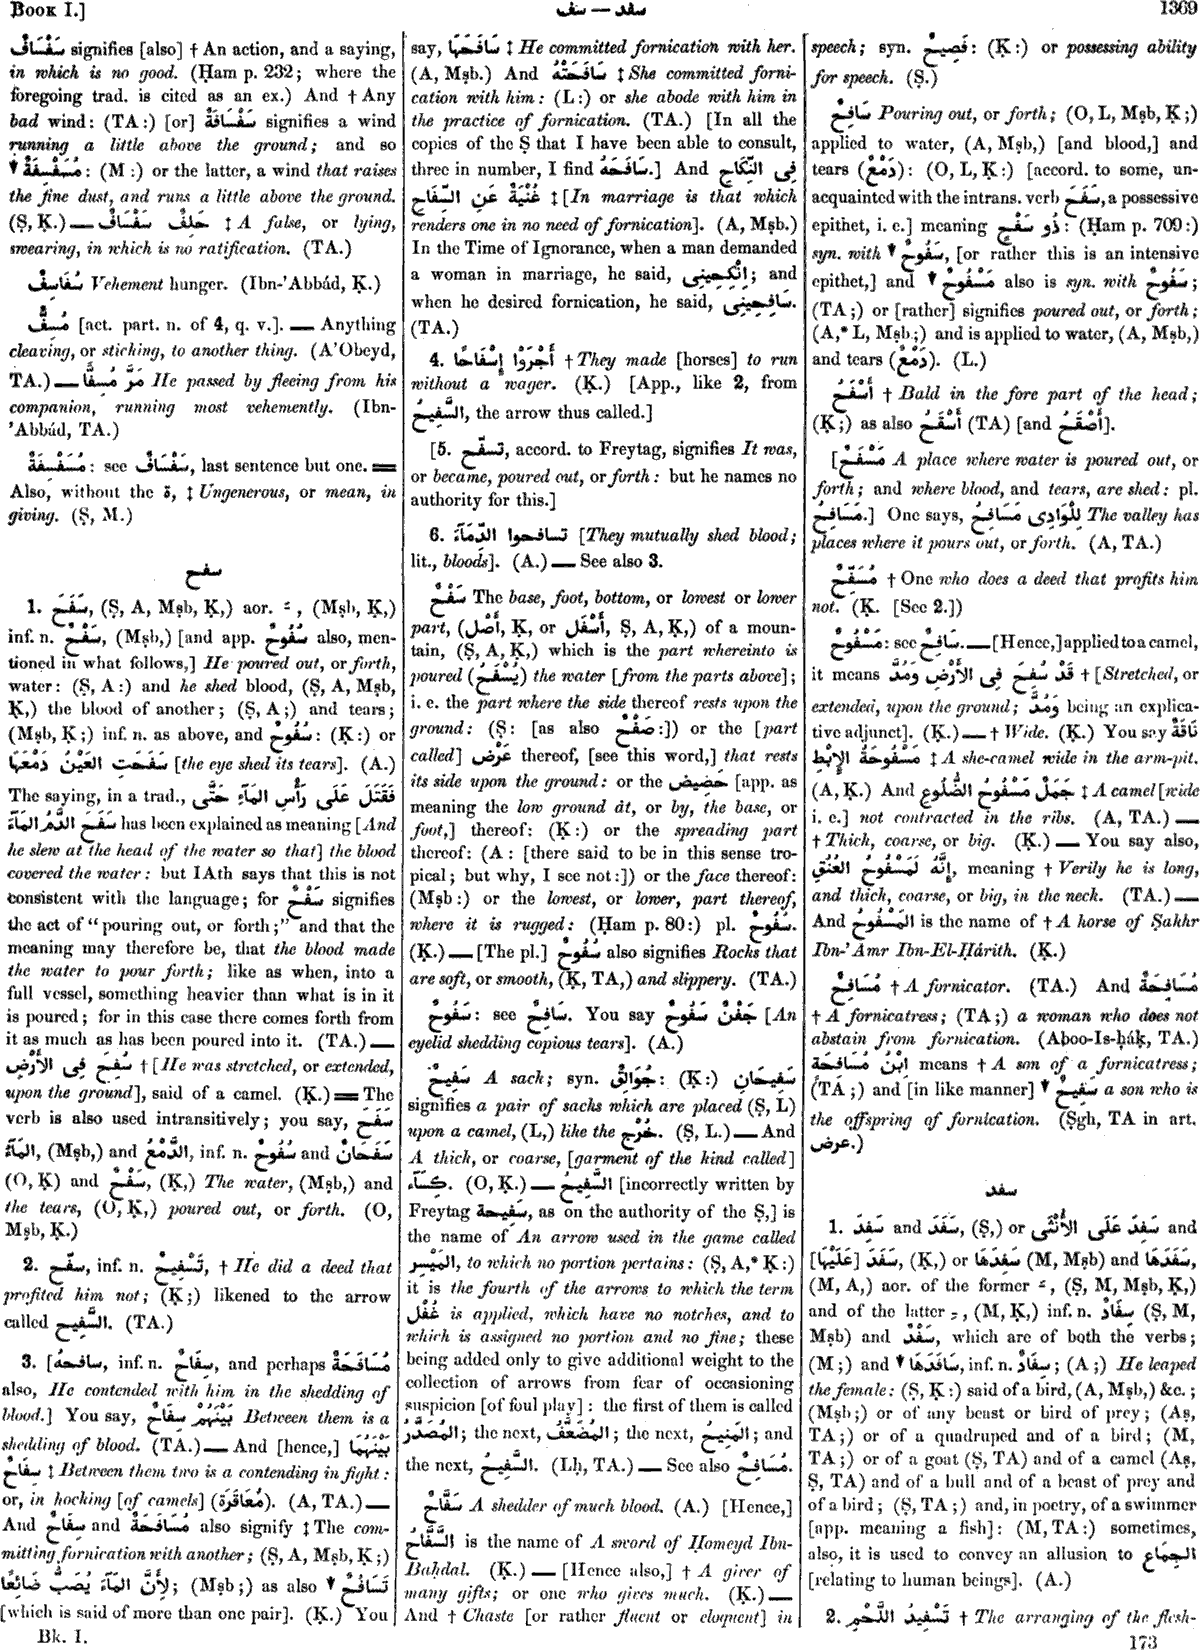 Book I.]
سفد — سف
1369
سَفْسَافٌ signifies [also] † An action, and a saying,
in which is no good. (Ḥam p. 232; where the
foregoing trad. is cited as an ex.) And † Any
bad wind: (TA:) [or] سَفْسَافَةٌ signifies a wind
running a little above the ground; and so
▼ مُسَفْسِفَةٌ: (M:) or the latter, a wind that raises
the fine dust, and runs a little above the ground.
(Ṣ, Ḳ.) — حَلِفٌ سَفْسَافٌ ‡ A false, or lying,
swearing, in which is no ratification. (TA.)
سُفَاسِفٌ Vehement hunger. (Ibn-'Abbád, Ḳ.)
مُسِفٌّ [act. part. n. of 4, q. v.]. — Anything
cleaving, or sticking, to another thing. (A'Obeyd,
TA.) — مَرَّ مُسِفًّا He passed by fleeing from his
companion, running most vehemently. (Ibn-
'Abbád, TA.)
مُسَفْسِفَةٌ: see سَفْسَافٌ, last sentence but one. ═
Also, without the ة, ‡ Ungenerous, or mean, in
giving. (Ṣ, M.)
سفح
1. سَفَحَ, (Ṣ, A, Mṣb, Ḳ,) aor. ـَ, (Mṣb, Ḳ,)
inf. n. سَفْحٌ, (Mṣb,) [and app. سُفُوحٌ also, men-
tioned in what follows,] He poured out, or forth,
water: (Ṣ, A:) and he shed blood, (Ṣ, A, Mṣb,
Ḳ,) the blood of another; (Ṣ, A;) and tears;
(Mṣb, Ḳ;) inf. n. as above, and سُفُوحٌ: (Ḳ:) or
سَفَحَتِ العَيْنُ دَمْعَهَا [the eye shed its tears]. (A.)
The saying, in a trad., فَقَتَلَ عَلَى رَأْسِ المَآءِ حَتَّى
سَفَحَ الدَّمُ المَآءَ has been explained as meaning [And
he slew at the head of the water so that] the blood
covered the water: but IAth says that this is not
consistent with the language; for سَفْحٌ signifies
the act of “pouring out, or forth;” and that the
meaning may therefore be, that the blood made
the water to pour forth; like as when, into a
full vessel, something heavier than what is in it
is poured; for in this case there comes forth from
it as much as has been poured into it. (TA.) —
سُفِحَ فِى الأَرْضِ † [He was stretched, or extended,
upon the ground], said of a camel. (Ḳ.) ═ The
verb is also used intransitively; you say, سَفَحَ
المَآءُ, (Mṣb,) and الدَّمْعُ, inf. n. سُفُوحٌ and سَفَحَانٌ
(O, Ḳ) and سَفْحٌ, (Ḳ,) The water, (Mṣb,) and
the tears, (O, Ḳ,) poured out, or forth. (O,
Mṣb, Ḳ.)
2. سفّح, inf. n. تَسْفِيحٌ, † He did a deed that
profited him not; (Ḳ;) likened to the arrow
called السَّفِيح. (TA.)
3. [سافحهُ, inf. n. سِفَاحٌ, and perhaps مُسَافَحَةٌ
also, He contended with him in the shedding of
blood.] You say, بَيْنَهُمْ سِفَاحٌ Between them is a
shedding of blood. (TA.) — And [hence,] بَيْنَهُمَا
سِفَاحٌ ‡ Between them two is a contending in fight:
or, in hocking [of camels] (مُعَاقَرَة). (A, TA.) —
And سِفَاحٌ and مُسَافَحَةٌ also signify ‡ The com-
mitting fornication with another; (Ṣ, A, Mṣb, Ḳ;)
لِأَنَّ المَآءَ يُصَبُّ ضَائِعًا; (Mṣb;) as also ▼ تَسَافُحٌ
[which is said of more than one pair]. (Ḳ.) You
Bk. I.
say, سَافَحَهَا ‡ He committed fornication with her.
(A, Mṣb.) And سَافَحَتْهُ ‡ She committed forni-
cation with him: (L:) or she abode with him in
the practice of fornication. (TA.) [In all the
copies of the Ṣ that I have been able to consult,
three in number, I find سَافَحَهُ.] And فِى النِّكَاحِ
غُنْيَةٌ عَنِ السِّفَاحِ ‡ [In marriage is that which
renders one in no need of fornication]. (A, Mṣb.)
In the Time of Ignorance, when a man demanded
a woman in marriage, he said, اِنْكِحِينِى; and
when he desired fornication, he said, سَافِحِينِى.
(TA.)
4. أَجْرَوْا إِسْفَاحًا † They made [horses] to run
without a wager. (Ḳ.) [App., like 2, from
السَّفِيحُ, the arrow thus called.]
[5. تسفّح, accord. to Freytag, signifies It was,
or became, poured out, or forth: but he names no
authority for this.]
6. تسافحوا الدِّمَآءَ [They mutually shed blood;
lit., bloods]. (A.) — See also 3.
سَفْحٌ The base, foot, bottom, or lowest or lower
part, (أَصْل, Ḳ, or أَسْفَل, Ṣ, A, Ḳ,) of a moun-
tain, (Ṣ, A, Ḳ,) which is the part whereinto is
poured (يُسْفَحُ) the water [from the parts above];
i. e. the part where the side thereof rests upon the
ground: (Ṣ: [as also صَفْحٌ:]) or the [part
called] عَرْض thereof, [see this word,] that rests
its side upon the ground: or the حَضِيض [app. as
meaning the low ground at, or by, the base, or
foot,] thereof: (Ḳ:) or the spreading part
thereof: (A: [there said to be in this sense tro-
pical; but why, I see not:]) or the face thereof:
(Mṣb:) or the lowest, or lower, part thereof,
where it is rugged: (Ḥam p. 80:) pl. سُفُوحٌ.
(Ḳ.) — [The pl.] سُفُوحٌ also signifies Rocks that
are soft, or smooth, (Ḳ, TA,) and slippery. (TA.)
سَفُوحٌ: see سَافِحٌ. You say جَفْنٌ سَفُوحٌ [An
eyelid shedding copious tears]. (A.)
سَفِيحٌ A sack; syn. جُوَالِقٌ: (Ḳ:) سَفِيحَانِ
signifies a pair of sacks which are placed (Ṣ, L)
upon a camel, (L,) like the خُرْج. (Ṣ, L.) — And
A thick, or coarse, [garment of the kind called]
كِسَآء. (O, Ḳ.) — السَّفِيحُ [incorrectly written by
Freytag سَفِيحة, as on the authority of the Ṣ,] is
the name of An arrow used in the game called
المَيْسِر, to which no portion pertains: (Ṣ, A,* Ḳ:)
it is the fourth of the arrows to which the term
غُفْل is applied, which have no notches, and to
which is assigned no portion and no fine; these
being added only to give additional weight to the
collection of arrows from fear of occasioning
suspicion [of foul play]: the first of them is called
المُصَدَّرُ; the next, المُضَعَّفُ; the next, المَنِيحُ; and
the next, السَّفِيحُ. (Lḥ, TA.) — See also مُسَافِحٌ.
سَفَّاحٌ A shedder of much blood. (A.) [Hence,]
السَّفَّاحُ is the name of A sword of Ḥomeyd Ibn-
Baḥdal. (Ḳ.) — [Hence also,] † A giver of
many gifts; or one who gives much. (Ḳ.) —
And † Chaste [or rather fluent or eloquent] in
speech; syn. فَصِيحٌ: (Ḳ:) or possessing ability
for speech. (Ṣ.)
سَافِحٌ Pouring out, or forth; (O, L, Mṣb, Ḳ;)
applied to water, (A, Mṣb,) [and blood,] and
tears (دَمْعٌ): (O, L, Ḳ:) [accord. to some, un-
acquainted with the intrans. verb سَفَحَ, a possessive
epithet, i. e.] meaning ذُو سَفْحٍ: (Ḥam p. 709:)
syn. with ▼ سَفُوحٌ, [or rather this is an intensive
epithet,] and ▼ مَسْفُوحٌ also is syn. with سَفُوحٌ;
(TA;) or [rather] signifies poured out, or forth;
(A,* L, Mṣb;) and is applied to water, (A, Mṣb,)
and tears (دَمْعٌ). (L.)
أَسْفَحُ † Bald in the fore part of the head;
(Ḳ;) as also أَسْقَحُ (TA) [and أَصْقَحُ].
[مَسْفَحٌ A place where water is poured out, or
forth; and where blood, and tears, are shed: pl.
مَسَافِحُ.] One says, لِلْوَادِى مَسَافِحُ The valley has
places where it pours out, or forth. (A, TA.)
مُسَفِّحٌ † One who does a deed that profits him
not. (Ḳ. [See 2.])
مَسْفُوحٌ: see سَافِحٌ. — [Hence,] applied to a camel,
it means قَدْ سُفِحَ فِى الأَرْضِ وَمُدَّ † [Stretched, or
extended, upon the ground; وَمُدَّ being an explica-
tive adjunct]. (Ḳ.) — † Wide. (Ḳ.) You say نَاقَةٌ
مَسْفُوحَةُ الإِبْطِ ‡ A she-camel wide in the arm-pit.
(A, Ḳ.) And جَمَلٌ مَسْفُوحُ الضُّلُوعِ ‡ A camel [wide
i. e.] not contracted in the ribs. (A, TA.) —
† Thick, coarse, or big. (Ḳ.) — You say also,
إِنَّهُ لَمَسْفُوحُ العُنُقِ, meaning † Verily he is long,
and thick, coarse, or big, in the neck. (TA.) —
And المَسْفُوحُ is the name of † A horse of Ṣakhr
Ibn-'Amr Ibn-El-Ḥárith. (Ḳ.)
مُسَافِحٌ † A fornicator. (TA.) And مُسَافِحَةٌ
† A fornicatress; (TA;) a woman who does not
abstain from fornication. (Aboo-Is-ḥáḳ, TA.)
اِبْنُ مُسَافِحَة means † A son of a fornicatress;
(TA;) and [in like manner] ▼ سَفِيحٌ a son who is
the offspring of fornication. (Ṣgh, TA in art.
عرض.)
سفد
1. سَفِدَ and سَفَدَ, (Ṣ,) or سَفِدَ عَلَى الأُنْثَى and
سَفَدَ [عَلَيْهَا], (Ḳ,) or سَفِدَهَا (M, Mṣb) and سَفَدَهَا,
(M, A,) aor. of the former ـَ, (Ṣ, M, Mṣb, Ḳ,)
and of the latter ـِ, (M, Ḳ,) inf. n. سِفَادٌ (Ṣ, M,
Mṣb) and سَفْدٌ, which are of both the verbs;
(M;) and ▼ سَافَدَهَا, inf. n. سِفَادٌ; (A;) He leaped
the female: (Ṣ, Ḳ:) said of a bird, (A, Mṣb,) &c.;
(Mṣb;) or of any beast or bird of prey; (Aṣ,
TA;) or of a quadruped and of a bird; (M,
TA;) or of a goat (Ṣ, TA) and of a camel (Aṣ,
Ṣ, TA) and of a bull and of a beast of prey and
of a bird; (Ṣ, TA;) and, in poetry, of a swimmer
[app. meaning a fish]: (M, TA:) sometimes,
also, it is used to convey an allusion to الجِمَاع
[relating to human beings]. (A.)
2. تَسْفِيدُ اللَّحْمِ † The arranging of the flesh-
173